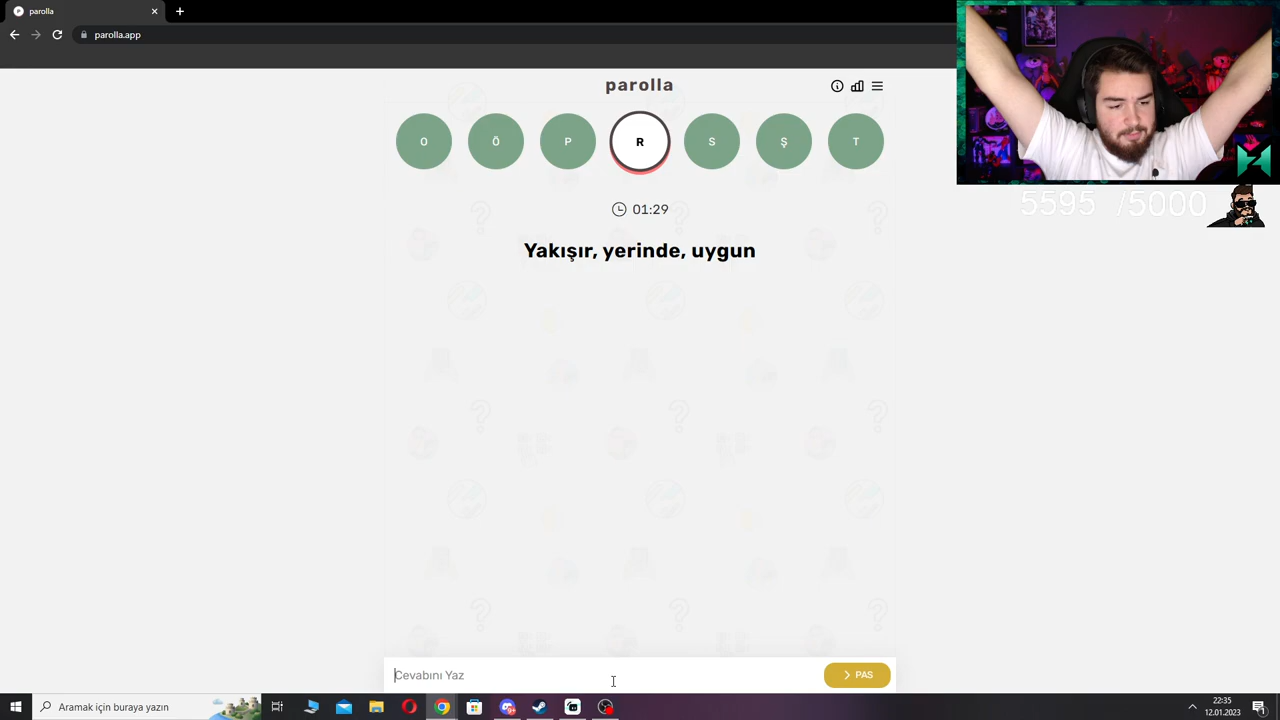 parolla
parolla.app
parolla
O Ö P R S Ş T
01:29
5595 /5000
Yakışır, yerinde, uygun
Cevabını Yaz
PAS
Aramak için buraya yazın
22:35
12.01.2023